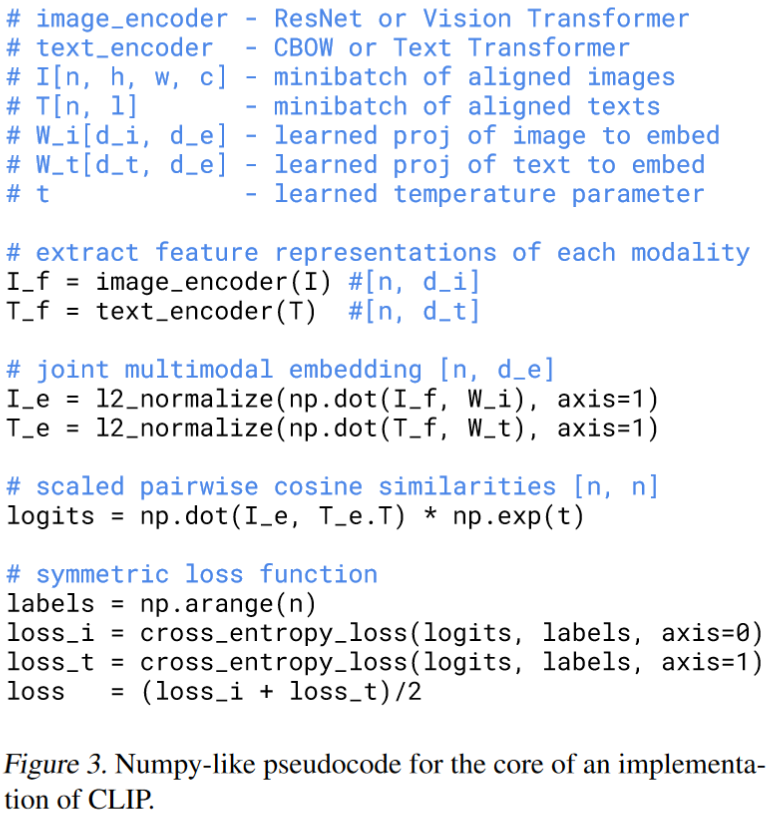 # image_encoder - ResNet or Vision Transformer
# text_encoder  - CBOW or Text Transformer
# I[n, h, w, c] - minibatch of aligned images
# T[n, l]       - minibatch of aligned texts
# W_i[d_i, d_e] - learned proj of image to embed
# W_t[d_t, d_e] - learned proj of text to embed
# t             - learned temperature parameter
# extract feature representations of each modality
I_f = image_encoder(I) #[n, d_i]
T_f = text_encoder(T)  #[n, d_t]
# joint multimodal embedding [n, d_e]
I_e = l2_normalize(np.dot(I_f, W_i), axis=1)
T_e = l2_normalize(np.dot(T_f, W_t), axis=1)
# scaled pairwise cosine similarities [n, n]
logits = np.dot(I_e, T_e.T) * np.exp(t)
# symmetric loss function
labels = np.arange(n)
loss_i = cross_entropy_loss(logits, labels, axis=0)
loss_t = cross_entropy_loss(logits, labels, axis=1)
loss   = (loss_i + loss_t)/2
Figure 3. Numpy-like pseudocode for the core of an implementa-
tion of CLIP.